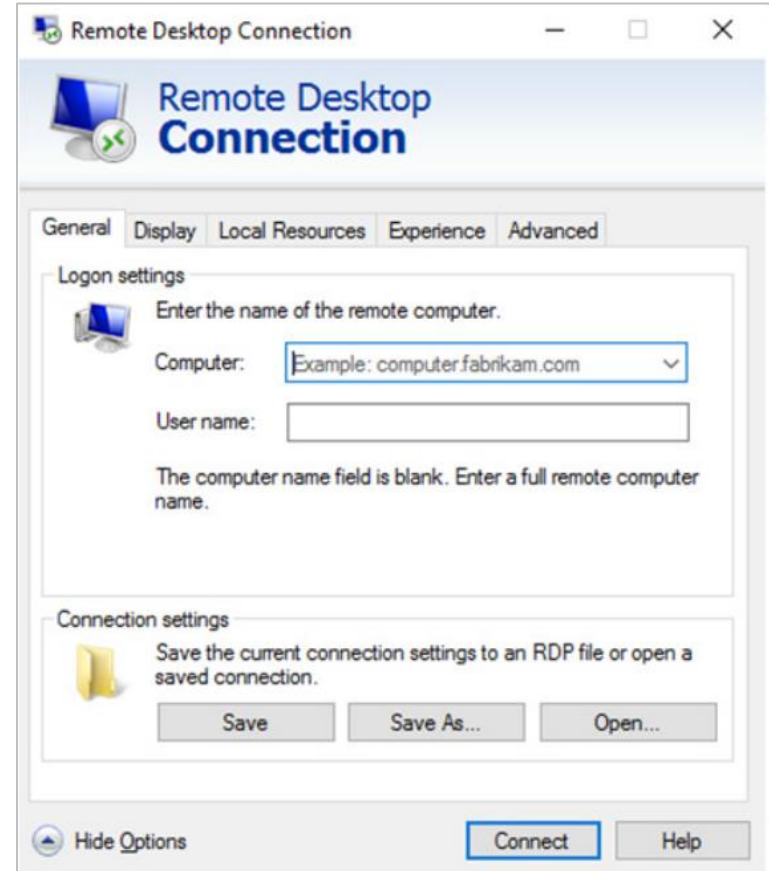 Remote Desktop Connection
Remote Desktop
Connection
General Display Local Resources Experience Advanced
Logon settings
Enter the name of the remote computer.
Computer: Example: computer.fabrikam.com
User name:
The computer name field is blank. Enter a full remote computer
name.
Connection settings
Save the current connection settings to an RDP file or open a
saved connection.
Save Save As... Open...
Hide Options Connect Help